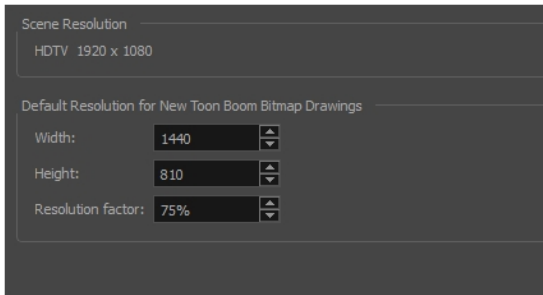 Scene Resolution
HDTV 1920 x 1080
Default Resolution for New Toon Boom Bitmap Drawings
Width: 1440
Height: 810
Resolution factor: 75%